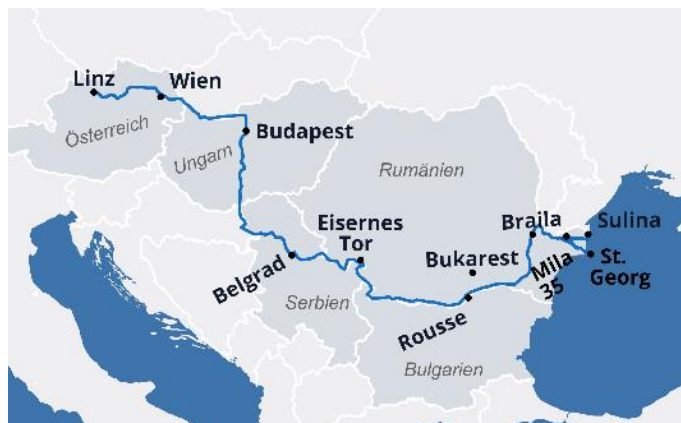 Linz
Wien
Österreich
Budapest
Ungarn
Rumänien
Eisernes
Tor
Braila
Sulina
Belgrad
Bukarest
Mila
35
St.
Georg
Serbien
Rousse
Bulgarien